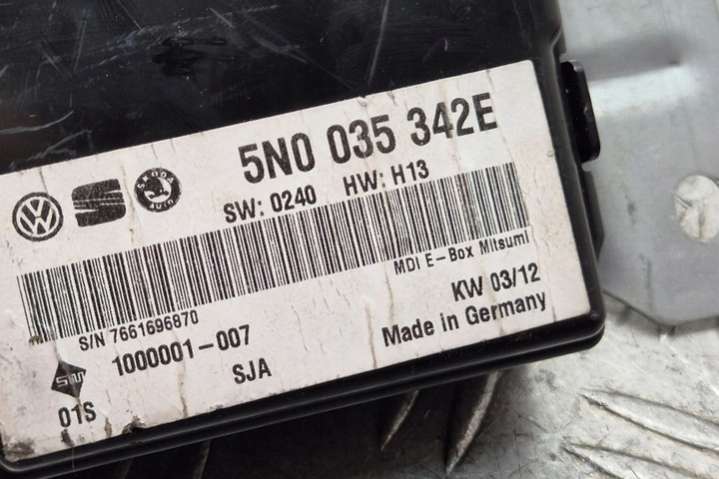 5N0 035 342E
SW: 0240 HW: H13
MDI E-Box Mitsumi
S/N 7661696870
KW 03/12
1000001-007
Made in Germany
SJA
01S